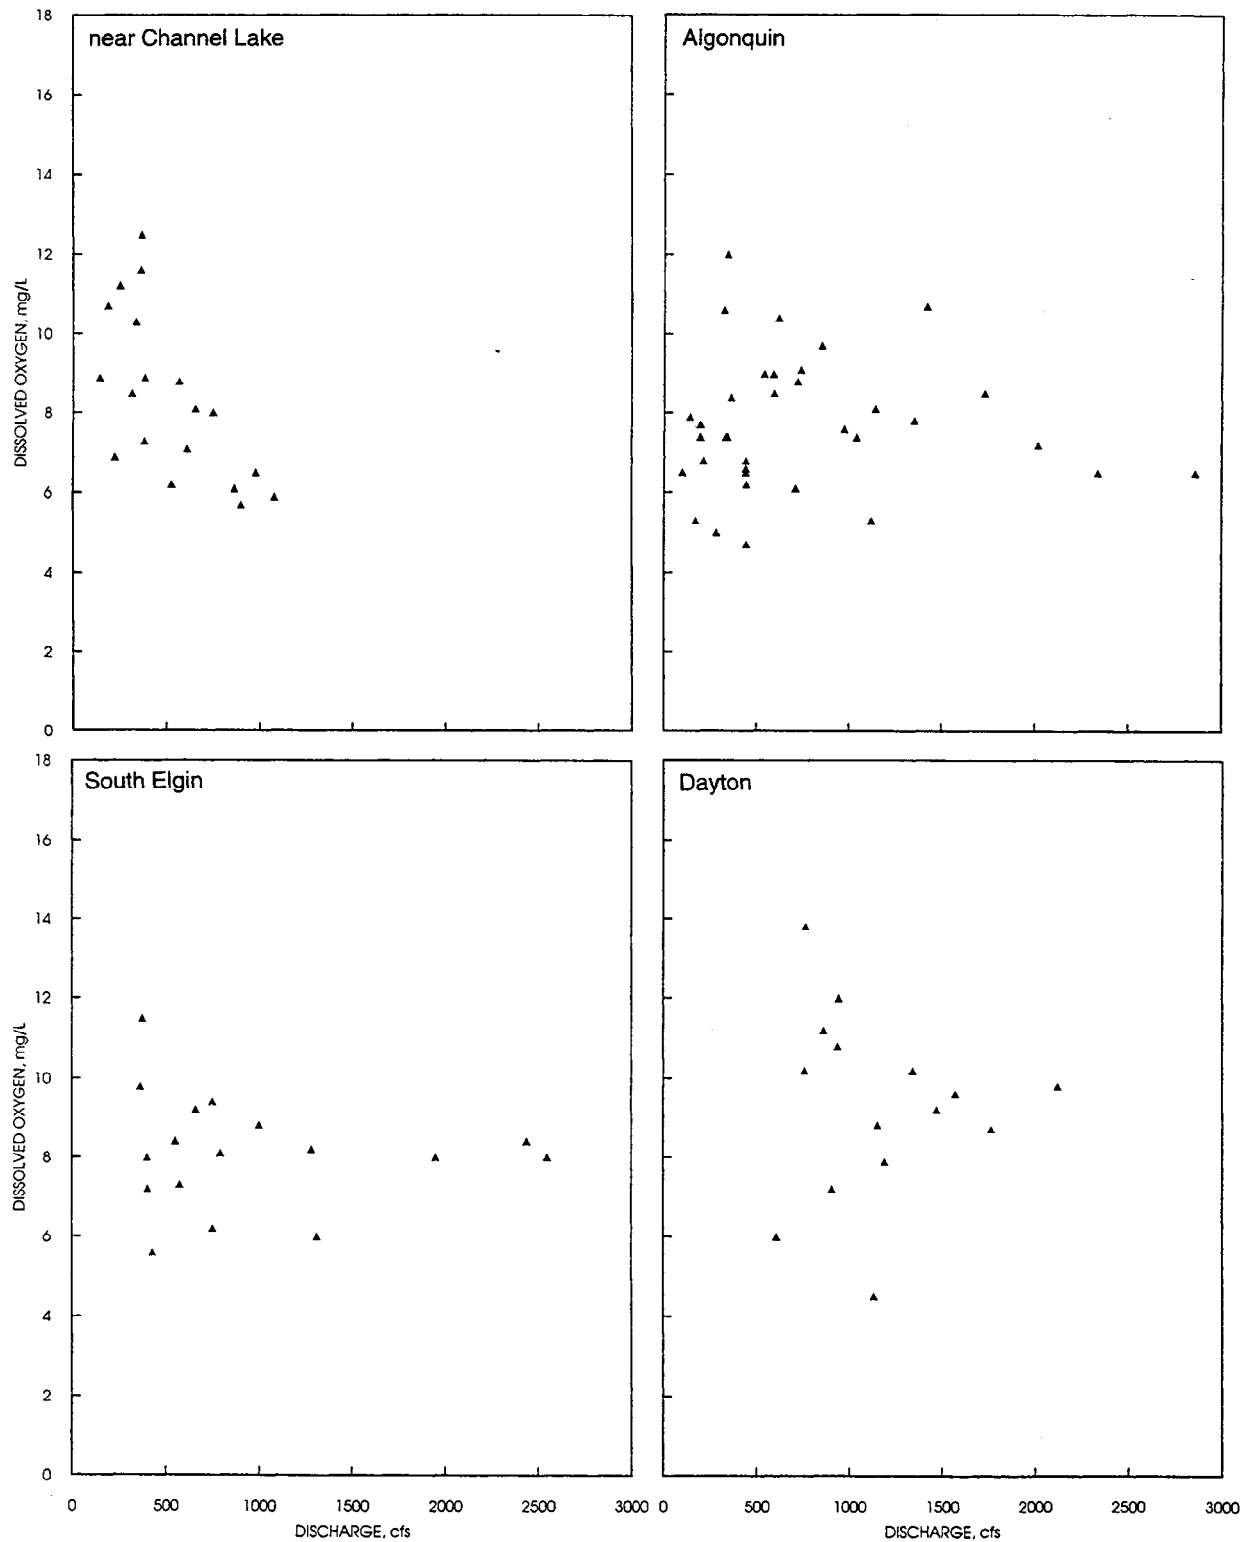 near Channel Lake
Algonquin
18
16
14
12
10
8
6
4
2
0
DISSOLVED OXYGEN, mg/L
South Elgin
Dayton
18
16
14
12
10
8
6
4
2
0
DISSOLVED OXYGEN, mg/L
0 500 1000 1500 2000 2500 3000
0 500 1000 1500 2000 2500 3000
DISCHARGE, cfs
DISCHARGE, cfs